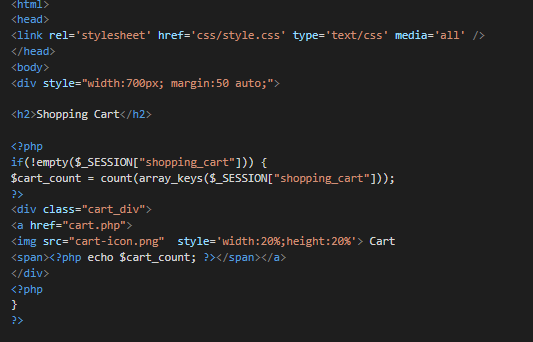 <html>
<head>
<link rel='stylesheet' href='css/style.css' type='text/css' media='all' />
</head>
<body>
<div style="width:700px; margin:50 auto;">
<h2>Shopping Cart</h2>
<?php
if(!empty($_SESSION["shopping_cart"])) {
$cart_count = count(array_keys($_SESSION["shopping_cart"]));
?>
<div class="cart_div">
<a href="cart.php">
<img src="cart-icon.png"  style='width:20%;height:20%'> Cart
<span><?php echo $cart_count; ?></span></a>
</div>
<?php
}
?>